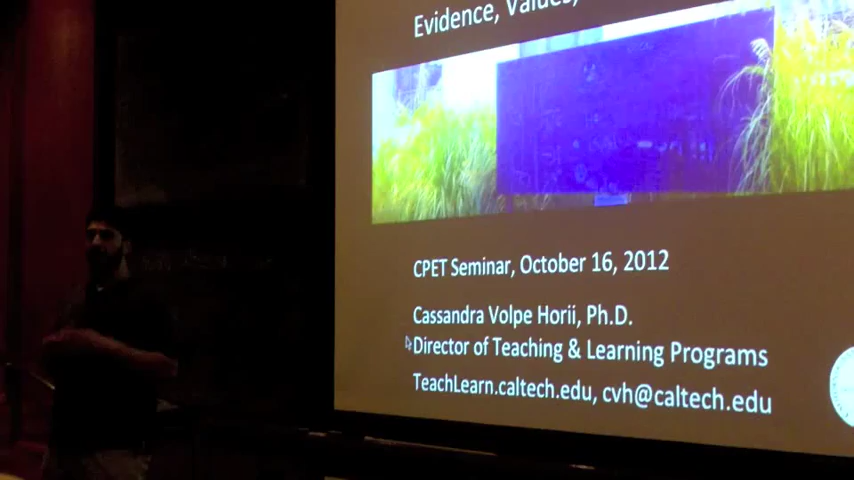 Evidence, Values,
CPET Seminar, October 16, 2012
Cassandra Volpe Horii, Ph.D.
Director of Teaching & Learning Programs
TeachLearn.caltech.edu, cvh@caltech.edu